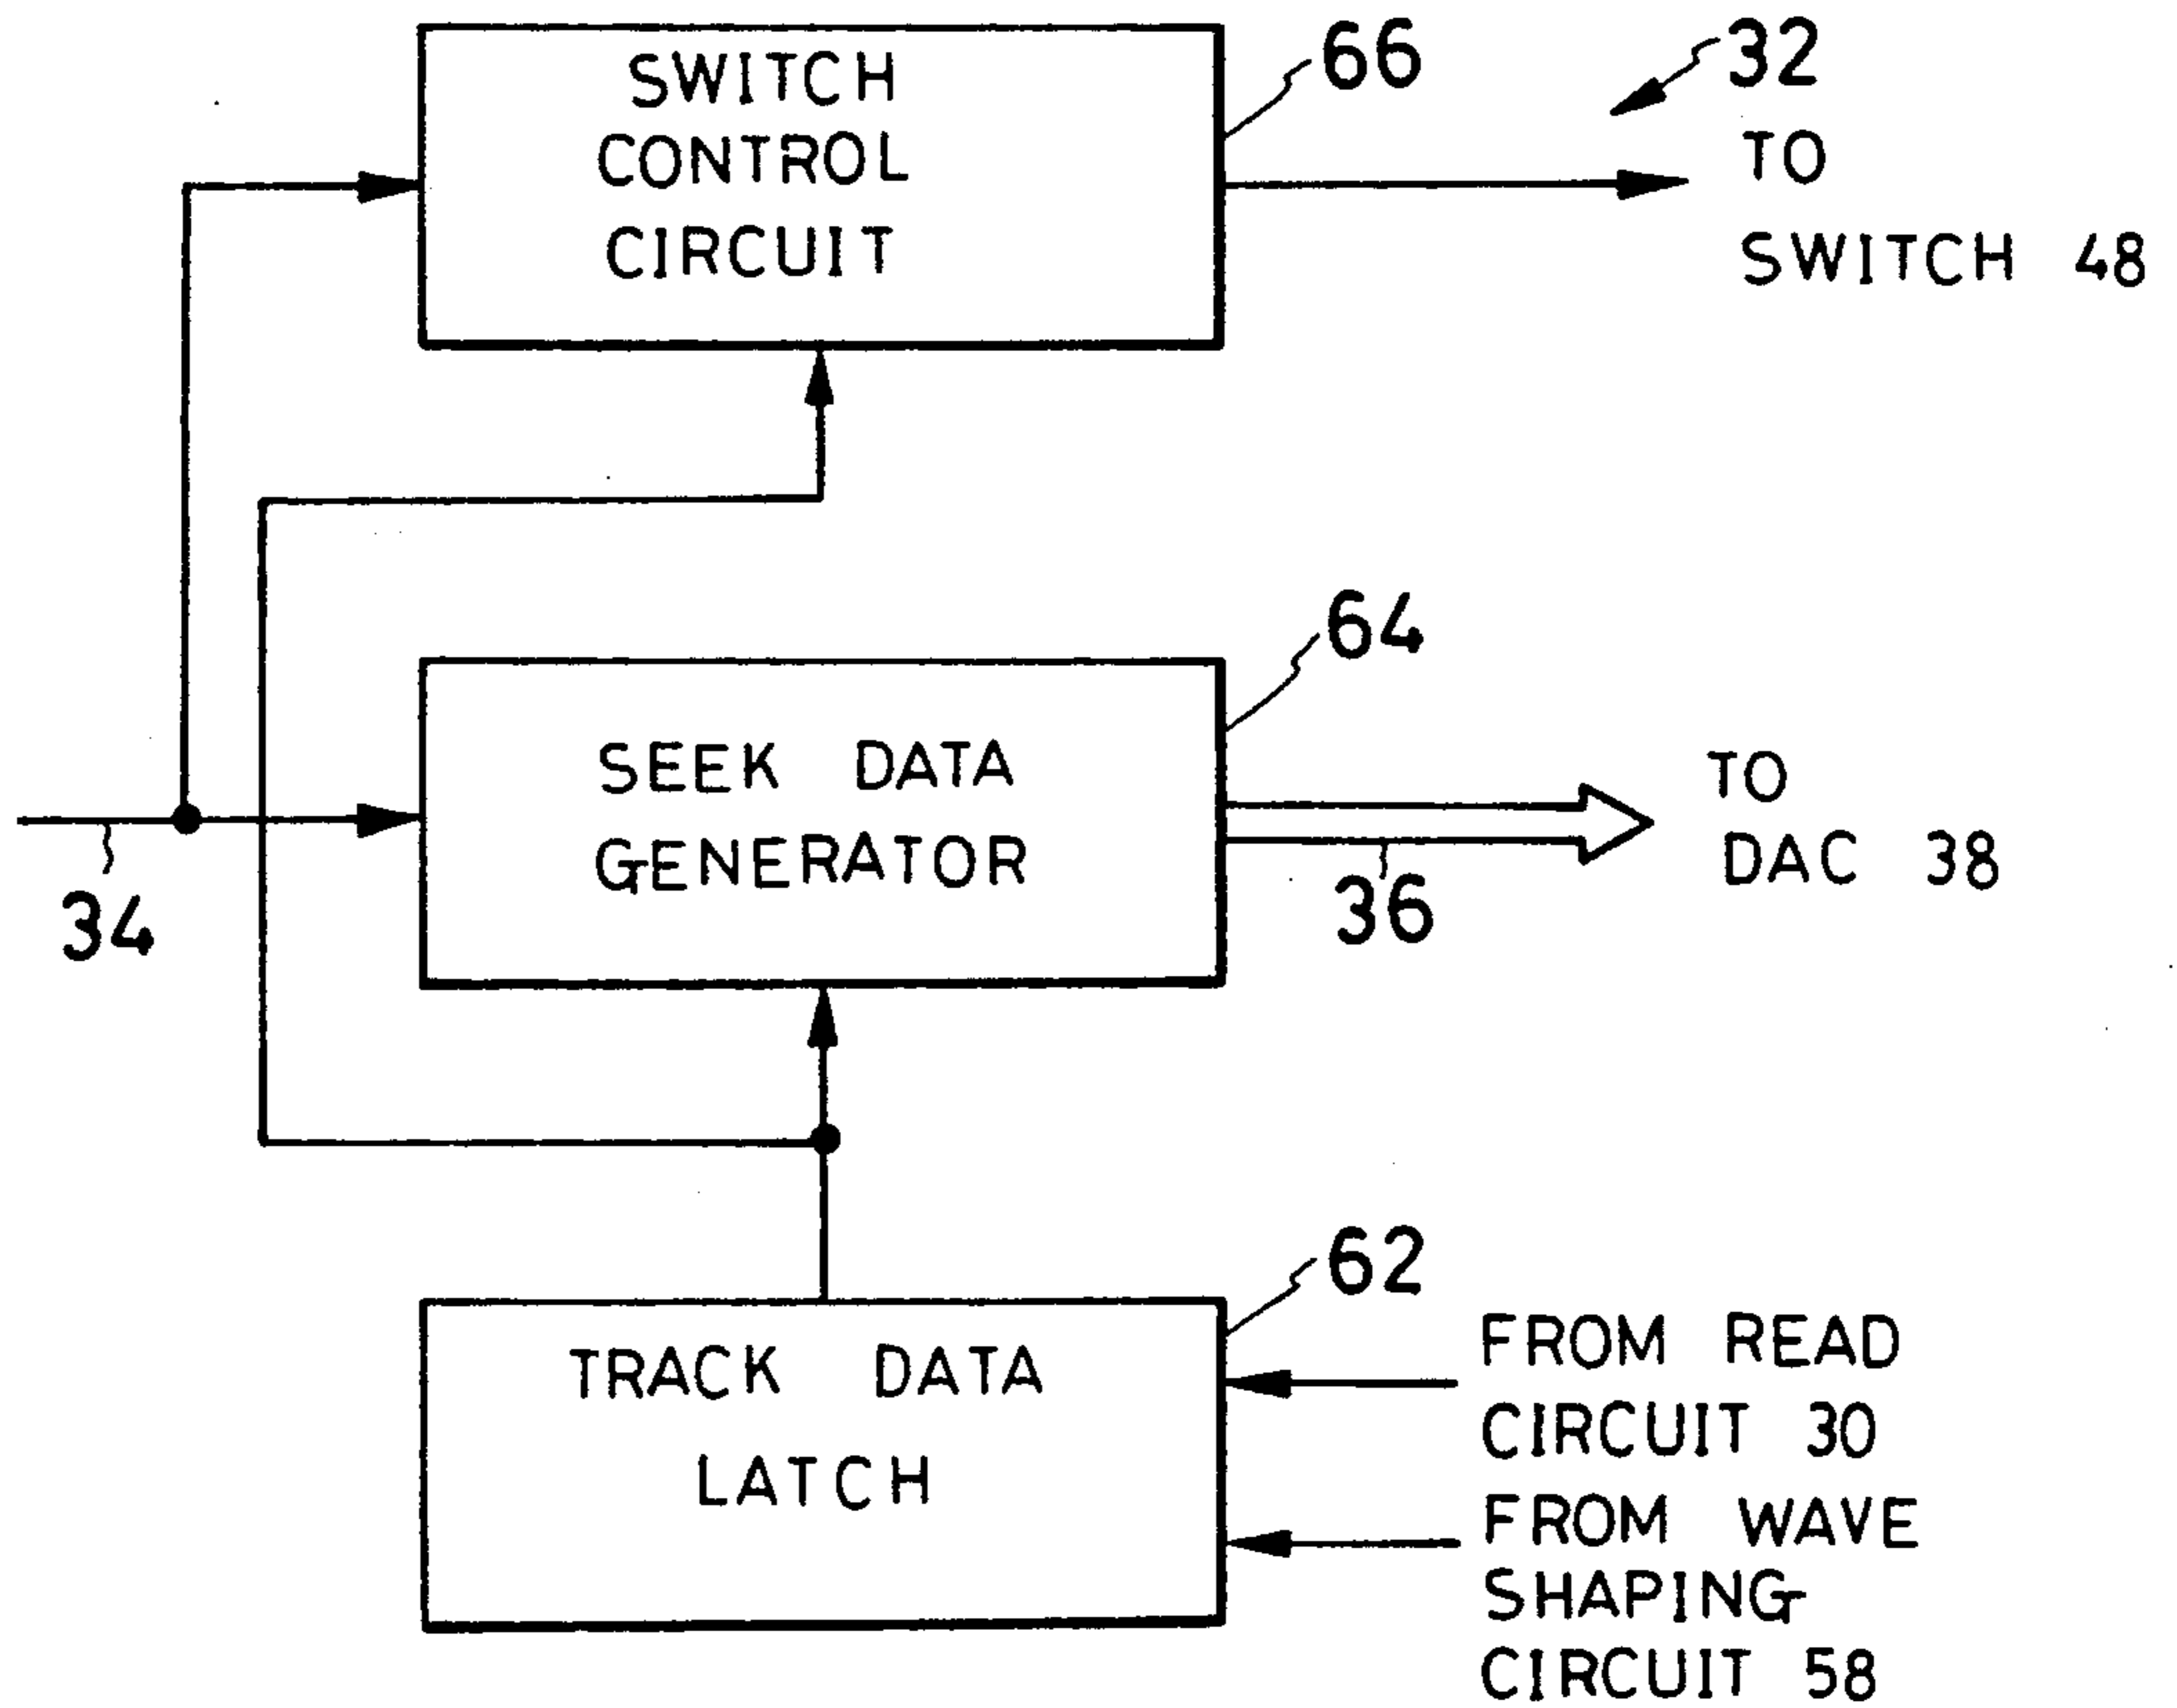 SWITCH
CONTROL
CIRCUIT
66
32
TO
SWITCH 48
64
SEEK DATA
GENERATOR
TO
DAC 38
34
36
62
TRACK DATA
LATCH
FROM READ
CIRCUIT 30
FROM WAVE
SHAPING
CIRCUIT 58